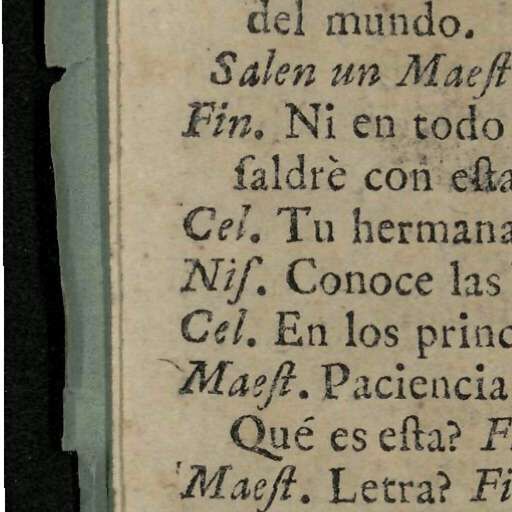 del mundo.
Salen un Maeſt
Fin. Ni en todo
ſaldrè con eſta
Cel. Tu hermana
Niſ. Conoce las
Cel. En los princ
Maeſt. Paciencia
Qué es eſta? F
Maeſt. Letra? Fi